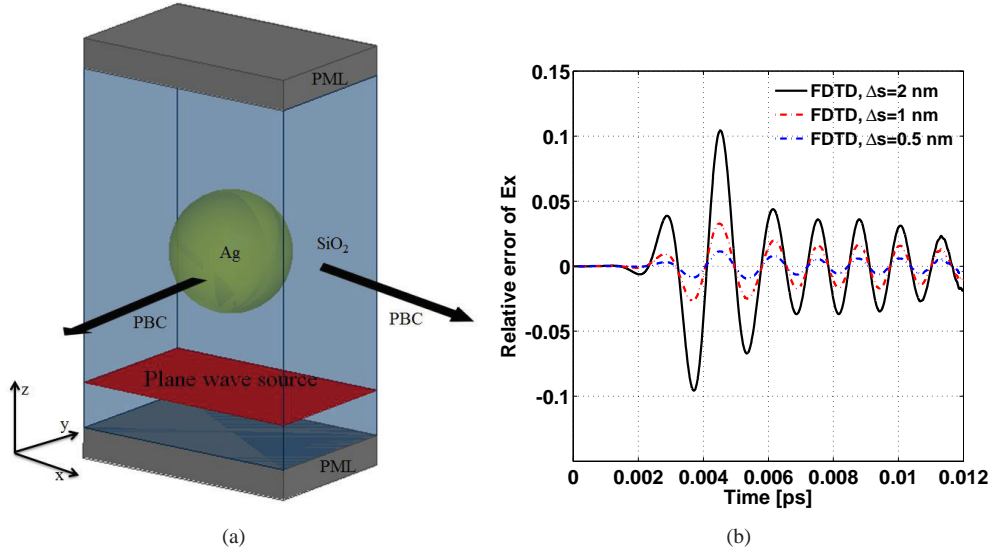 PML
Ag
SiO2
PBC
PBC
Plane wave source
z
y
x
PML
(a)
0.15
0.1
0.05
0
-0.05
-0.1
Relative error of Ex
FDTD, Δs=2 nm
FDTD, Δs=1 nm
FDTD, Δs=0.5 nm
0 0.002 0.004 0.006 0.008 0.01 0.012
Time [ps]
(b)